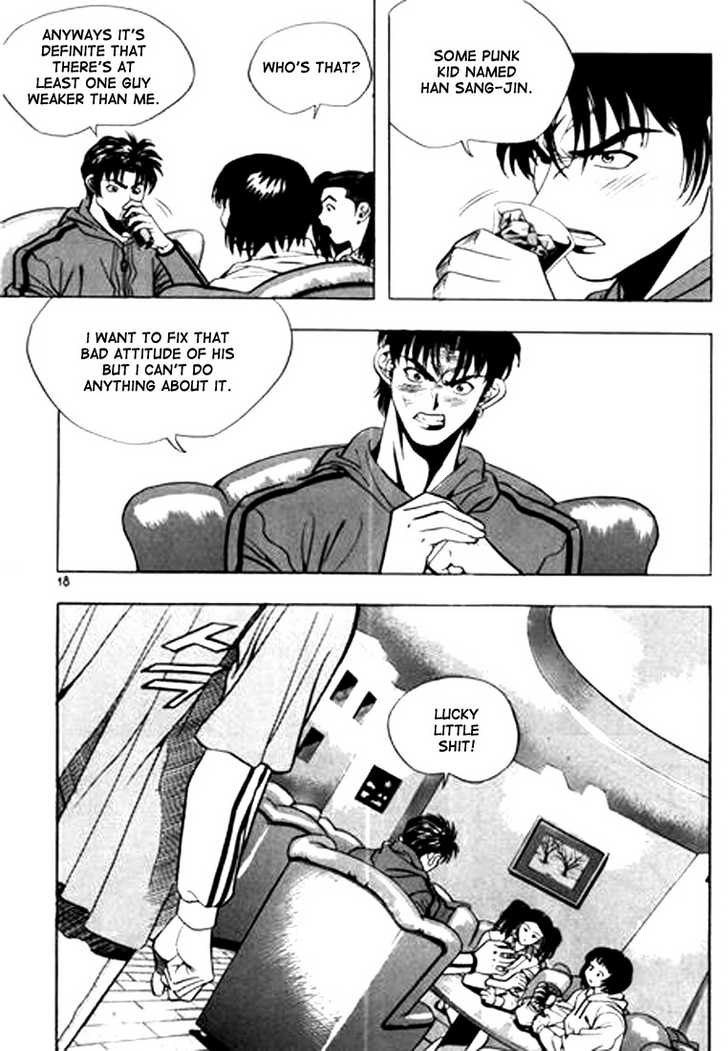 ANYWAYS IT'S
DEFINITE THAT
THERE'S AT
LEAST ONE GUY
WEAKER THAN ME.
WHO'S THAT?
SOME PUNK
KID NAMED
HAN SANG-JIN.
I WANT TO FIX THAT
BAD ATTITUDE OF HIS
BUT I CAN'T DO
ANYTHING ABOUT IT.
18
LUCKY
LITTLE
SHIT!